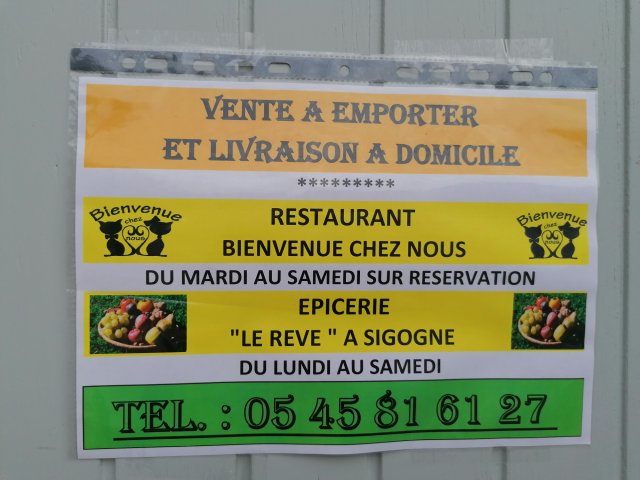 VENTE A EMPORTER
ET LIVRAISON A DOMICILE
*********
Bienvenue
chez
nous
RESTAURANT
BIENVENUE CHEZ NOUS
Bienvenue
chez
nous
DU MARDI AU SAMEDI SUR RESERVATION
EPICERIE
"LE REVE " A SIGOGNE
DU LUNDI AU SAMEDI
TEL. : 05 45 81 61 27